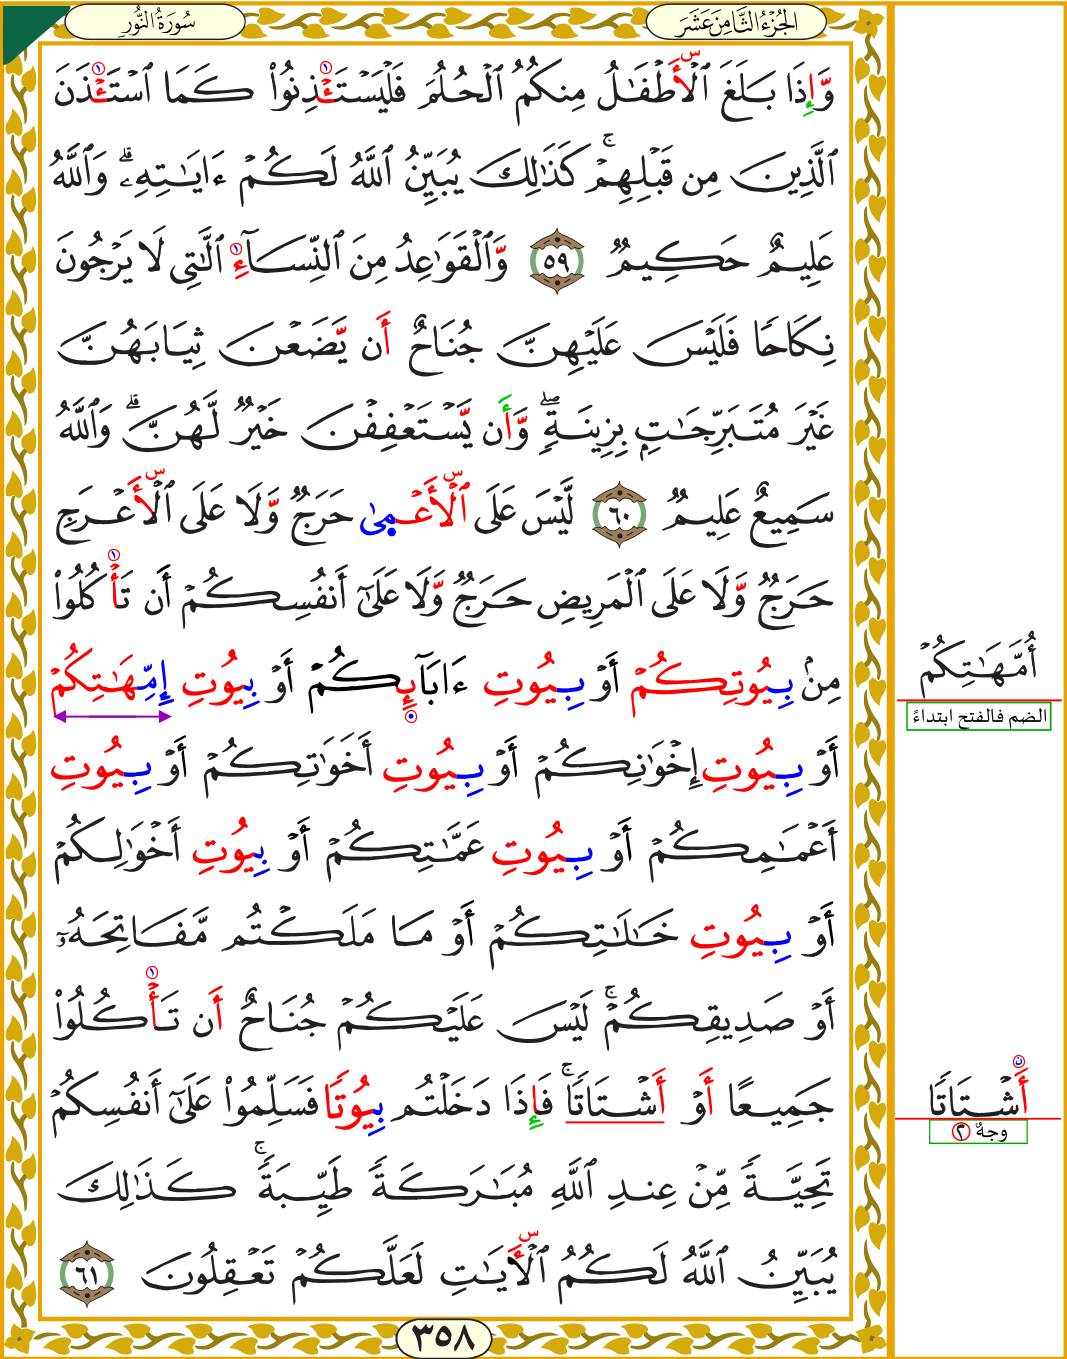 الجُزْءُ الثَّامِنَ عَشَرَ
سُورَةُ النُّورِ
وَّإِذَا بَلَغَ ٱلْأَطْفَـٰلُ مِنكُمُ ٱلْحُلُمَ فَلْيَسْتَـْٔذِنُوا۟ كَمَا ٱسْتَـْٔذَنَ
ٱلَّذِينَ مِن قَبْلِهِمْ ۚ كَذَٰلِكَ يُبَيِّنُ ٱللَّهُ لَكُمْ ءَايَـٰتِهِۦ ۗ وَٱللَّهُ
عَلِيمٌ حَكِيمٌ ٥٩ وَّٱلْقَوَٰعِدُ مِنَ ٱلنِّسَآءِ ٱلَّـٰتِى لَا يَرْجُونَ
نِكَاحًا فَلَيْسَ عَلَيْهِنَّ جُنَاحٌ أَن يَّضَعْنَ ثِيَابَهُنَّ
غَيْرَ مُتَبَرِّجَـٰتٍۭ بِزِينَةٍ ۖ وَّأَن يَّسْتَعْفِفْنَ خَيْرٌ لَّهُنَّ ۗ وَٱللَّهُ
سَمِيعٌ عَلِيمٌ ٦٠ لَّيْسَ عَلَى ٱلْأَعْمِىٰ حَرَجٌ وَّلَا عَلَى ٱلْأَعْرَجِ
حَرَجٌ وَّلَا عَلَى ٱلْمَرِيضِ حَرَجٌ وَّلَا عَلَىٰٓ أَنفُسِكُمْ أَن تَأْكُلُوا۟
مِنۢ بِيُوتِكُمْ أَوْ بِيُوتِ ءَابَآئِكُمْ أَوْ بِيُوتِ إِمِّهَـٰتِكُمْ
أُمَّهَـٰتِكُمْ
الضم فالفتح ابتداءً
أَوْ بِيُوتِ إِخْوَٰنِكُمْ أَوْ بِيُوتِ أَخَوَٰتِكُمْ أَوْ بِيُوتِ
أَعْمَـٰمِكُمْ أَوْ بِيُوتِ عَمَّـٰتِكُمْ أَوْ بِيُوتِ أَخْوَٰلِكُمْ
أَوْ بِيُوتِ خَـٰلَـٰتِكُمْ أَوْ مَا مَلَكْتُم مَّفَاتِحَهُۥٓ
أَوْ صَدِيقِكُمْ ۚ لَيْسَ عَلَيْكُمْ جُنَاحٌ أَن تَأْكُلُوا۟
جَمِيعًا أَوْ أَشْتَاتًا ۚ فَإِذَا دَخَلْتُم بِيُوتًا فَسَلِّمُوا۟ عَلَىٰٓ أَنفُسِكُمْ
أَشْتَاتًا
وجهٌ ٢
تَحِيَّةً مِّنْ عِندِ ٱللَّهِ مُبَـٰرَكَةً طَيِّبَةً ۚ كَذَٰلِكَ
يُبَيِّنُ ٱللَّهُ لَكُمُ ٱلْأَيَـٰتِ لَعَلَّكُمْ تَعْقِلُونَ ٦١
٣٥٨